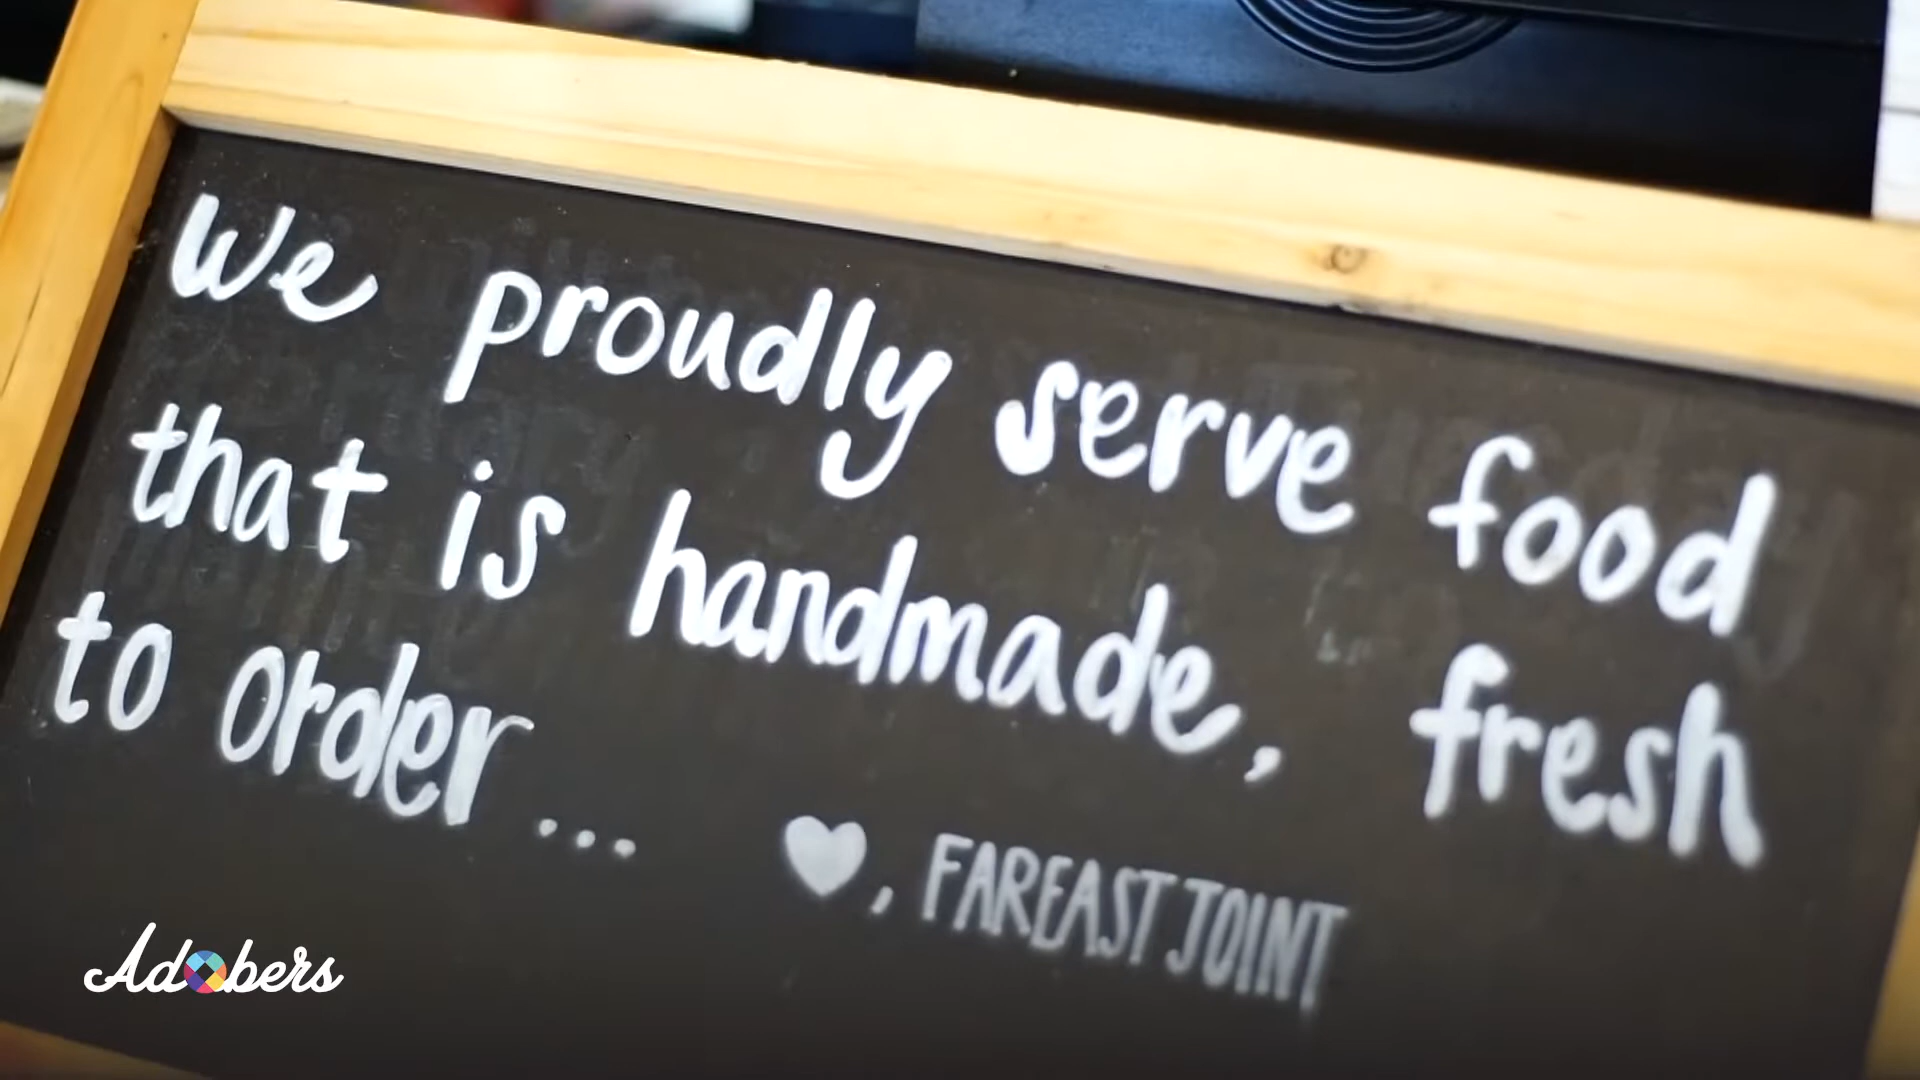 We proudly serve food
that is handmade, fresh
to order...
♥, FAREAST JOINT
Adobers